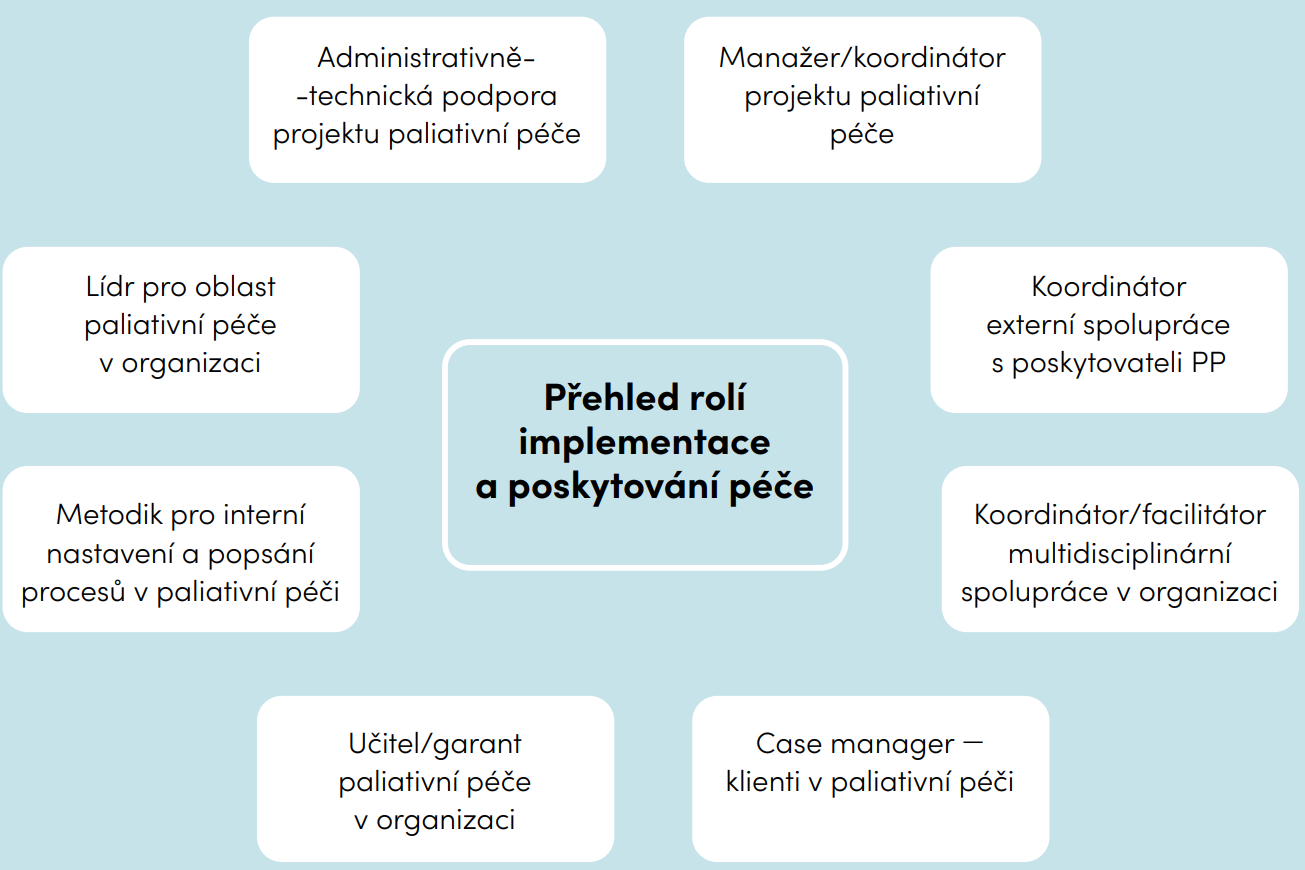 Administrativně-
-technická podpora
projektu paliativní péče
Manažer/koordinátor
projektu paliativní
péče
Lídr pro oblast
paliativní péče
v organizaci
Koordinátor
externí spolupráce
s poskytovateli PP
Přehled rolí
implementace
a poskytování péče
Metodik pro interní
nastavení a popsání
procesů v paliativní péči
Koordinátor/facilitátor
multidisciplinární
spolupráce v organizaci
Učitel/garant
paliativní péče
v organizaci
Case manager —
klienti v paliativní péči